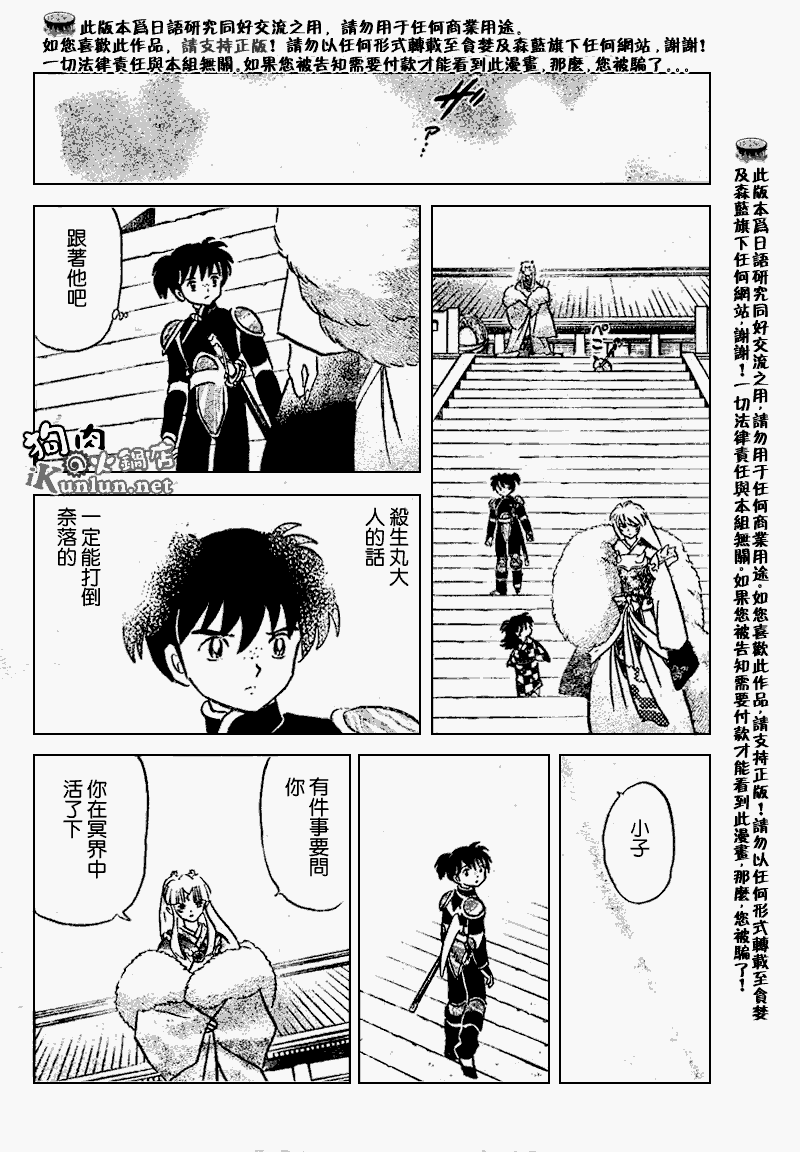 此版本爲日語研究同好交流之用，請勿用于任何商業用途。
如您喜歡此作品，請支持正版！請勿以任何形式轉載至貪婪及森藍旗下任何網站，謝謝！
一切法律責任與本組無關。如果您被告知需要付款才能看到此漫畫，那麼，您被騙了。。。
此版本爲日語研究同好交流之用，請勿用于任何商業用途。如您喜歡此作品，請支持正版！請勿以任何形式轉載至貪婪
及森藍旗下任何網站，謝謝！一切法律責任與本組無關。如果您被告知需要付款才能看到此漫畫，那麼，您被騙了！
ザ
ぺこ
跟著他吧
狗肉火鍋店
iKunlun.net
殺生丸大
人的話
一定能打倒
奈落的
小子
有件事要問
你
你在冥界中
活了下